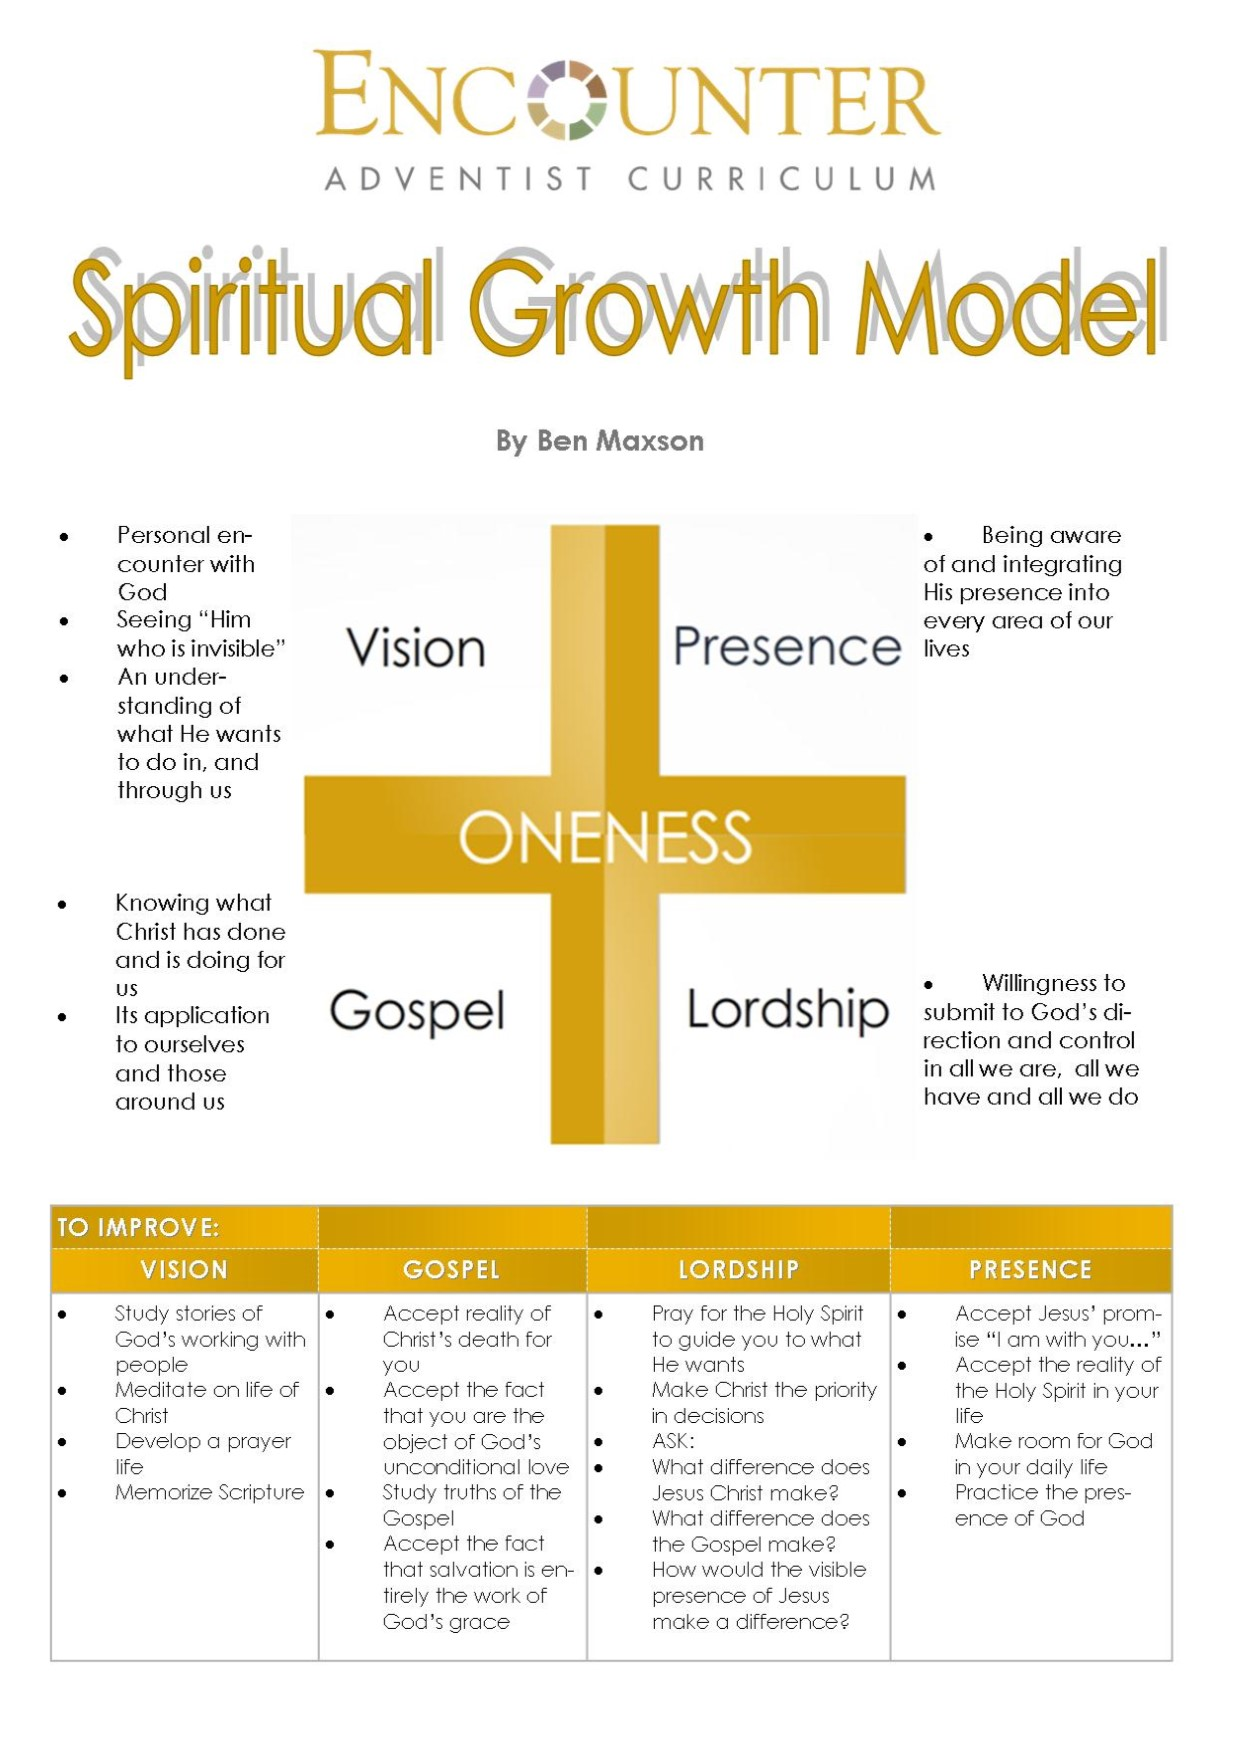 ENCOUNTER
ADVENTIST CURRICULUM
Spiritual Growth Model
By Ben Maxson
• Personal en-
counter with
God
• Seeing “Him
who is invisible”
• An under-
standing of
what He wants
to do in, and
through us
Vision
Presence
• Being aware
of and integrating
His presence into
every area of our
lives
ONENESS
• Knowing what
Christ has done
and is doing for
us
• Its application
to ourselves
and those
around us
Gospel
Lordship
• Willingness to
submit to God’s di-
rection and control
in all we are, all we
have and all we do
TO IMPROVE:
VISION
• Study stories of
God’s working with
people
• Meditate on life of
Christ
• Develop a prayer
life
• Memorize Scripture
GOSPEL
• Accept reality of
Christ’s death for
you
• Accept the fact
that you are the
object of God’s
unconditional love
• Study truths of the
Gospel
• Accept the fact
that salvation is en-
tirely the work of
God’s grace
LORDSHIP
• Pray for the Holy Spirit
to guide you to what
He wants
• Make Christ the priority
in decisions
• ASK:
• What difference does
Jesus Christ make?
• What difference does
the Gospel make?
• How would the visible
presence of Jesus
make a difference?
PRESENCE
• Accept Jesus’ prom-
ise “I am with you...”
• Accept the reality of
the Holy Spirit in your
life
• Make room for God
in your daily life
• Practice the pres-
ence of God